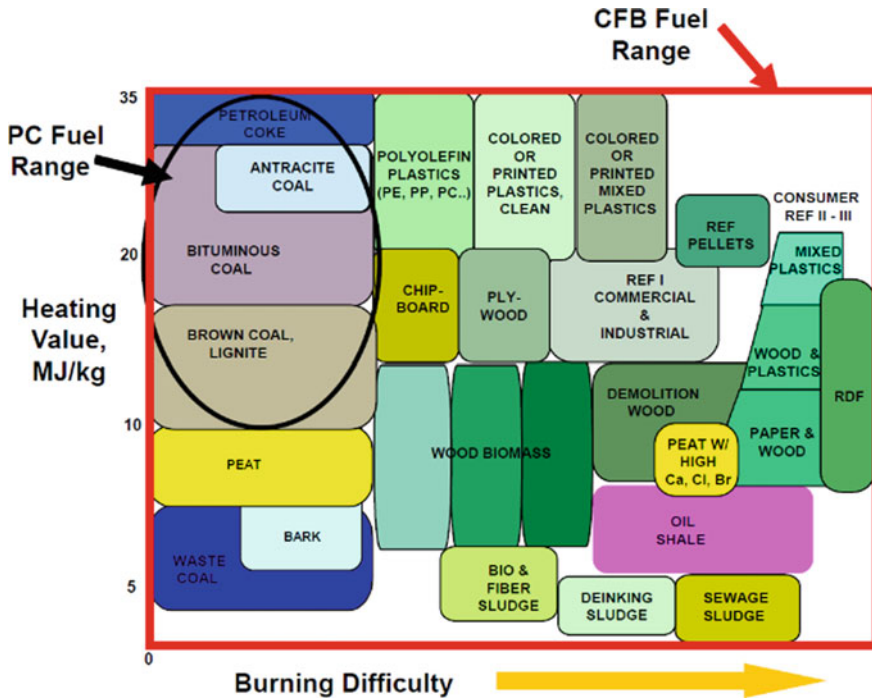 CFB Fuel
Range
35
PC Fuel
Range
PETROLEUM
COKE
ANTRACITE
COAL
POLYOLEFIN
PLASTICS
(PE, PP, PC..)
COLORED
OR
PRINTED
PLASTICS,
CLEAN
COLORED
OR
PRINTED
MIXED
PLASTICS
CONSUMER
REF II - III
REF
PELLETS
MIXED
PLASTICS
20
BITUMINOUS
COAL
Heating
Value,
MJ/kg
CHIP-
BOARD
PLY-
WOOD
REF I
COMMERCIAL
&
INDUSTRIAL
BROWN COAL,
LIGNITE
WOOD &
PLASTICS
RDF
DEMOLITION
WOOD
10
PEAT
WOOD BIOMASS
PEAT W/
HIGH
Ca, Cl, Br
PAPER &
WOOD
OIL
SHALE
BARK
WASTE
COAL
5
BIO &
FIBER
SLUDGE
DEINKING
SLUDGE
SEWAGE
SLUDGE
0
Burning Difficulty